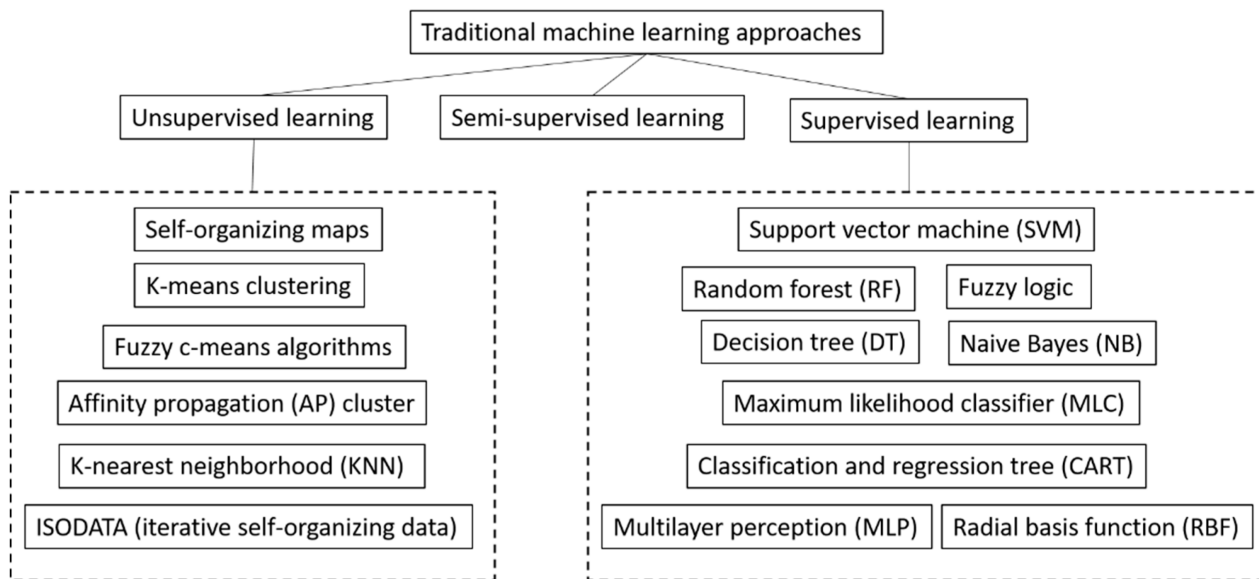 Traditional machine learning approaches
Unsupervised learning
Semi-supervised learning
Supervised learning
Self-organizing maps
K-means clustering
Fuzzy c-means algorithms
Affinity propagation (AP) cluster
K-nearest neighborhood (KNN)
ISODATA (iterative self-organizing data)
Support vector machine (SVM)
Random forest (RF)
Fuzzy logic
Decision tree (DT)
Naive Bayes (NB)
Maximum likelihood classifier (MLC)
Classification and regression tree (CART)
Multilayer perception (MLP)
Radial basis function (RBF)